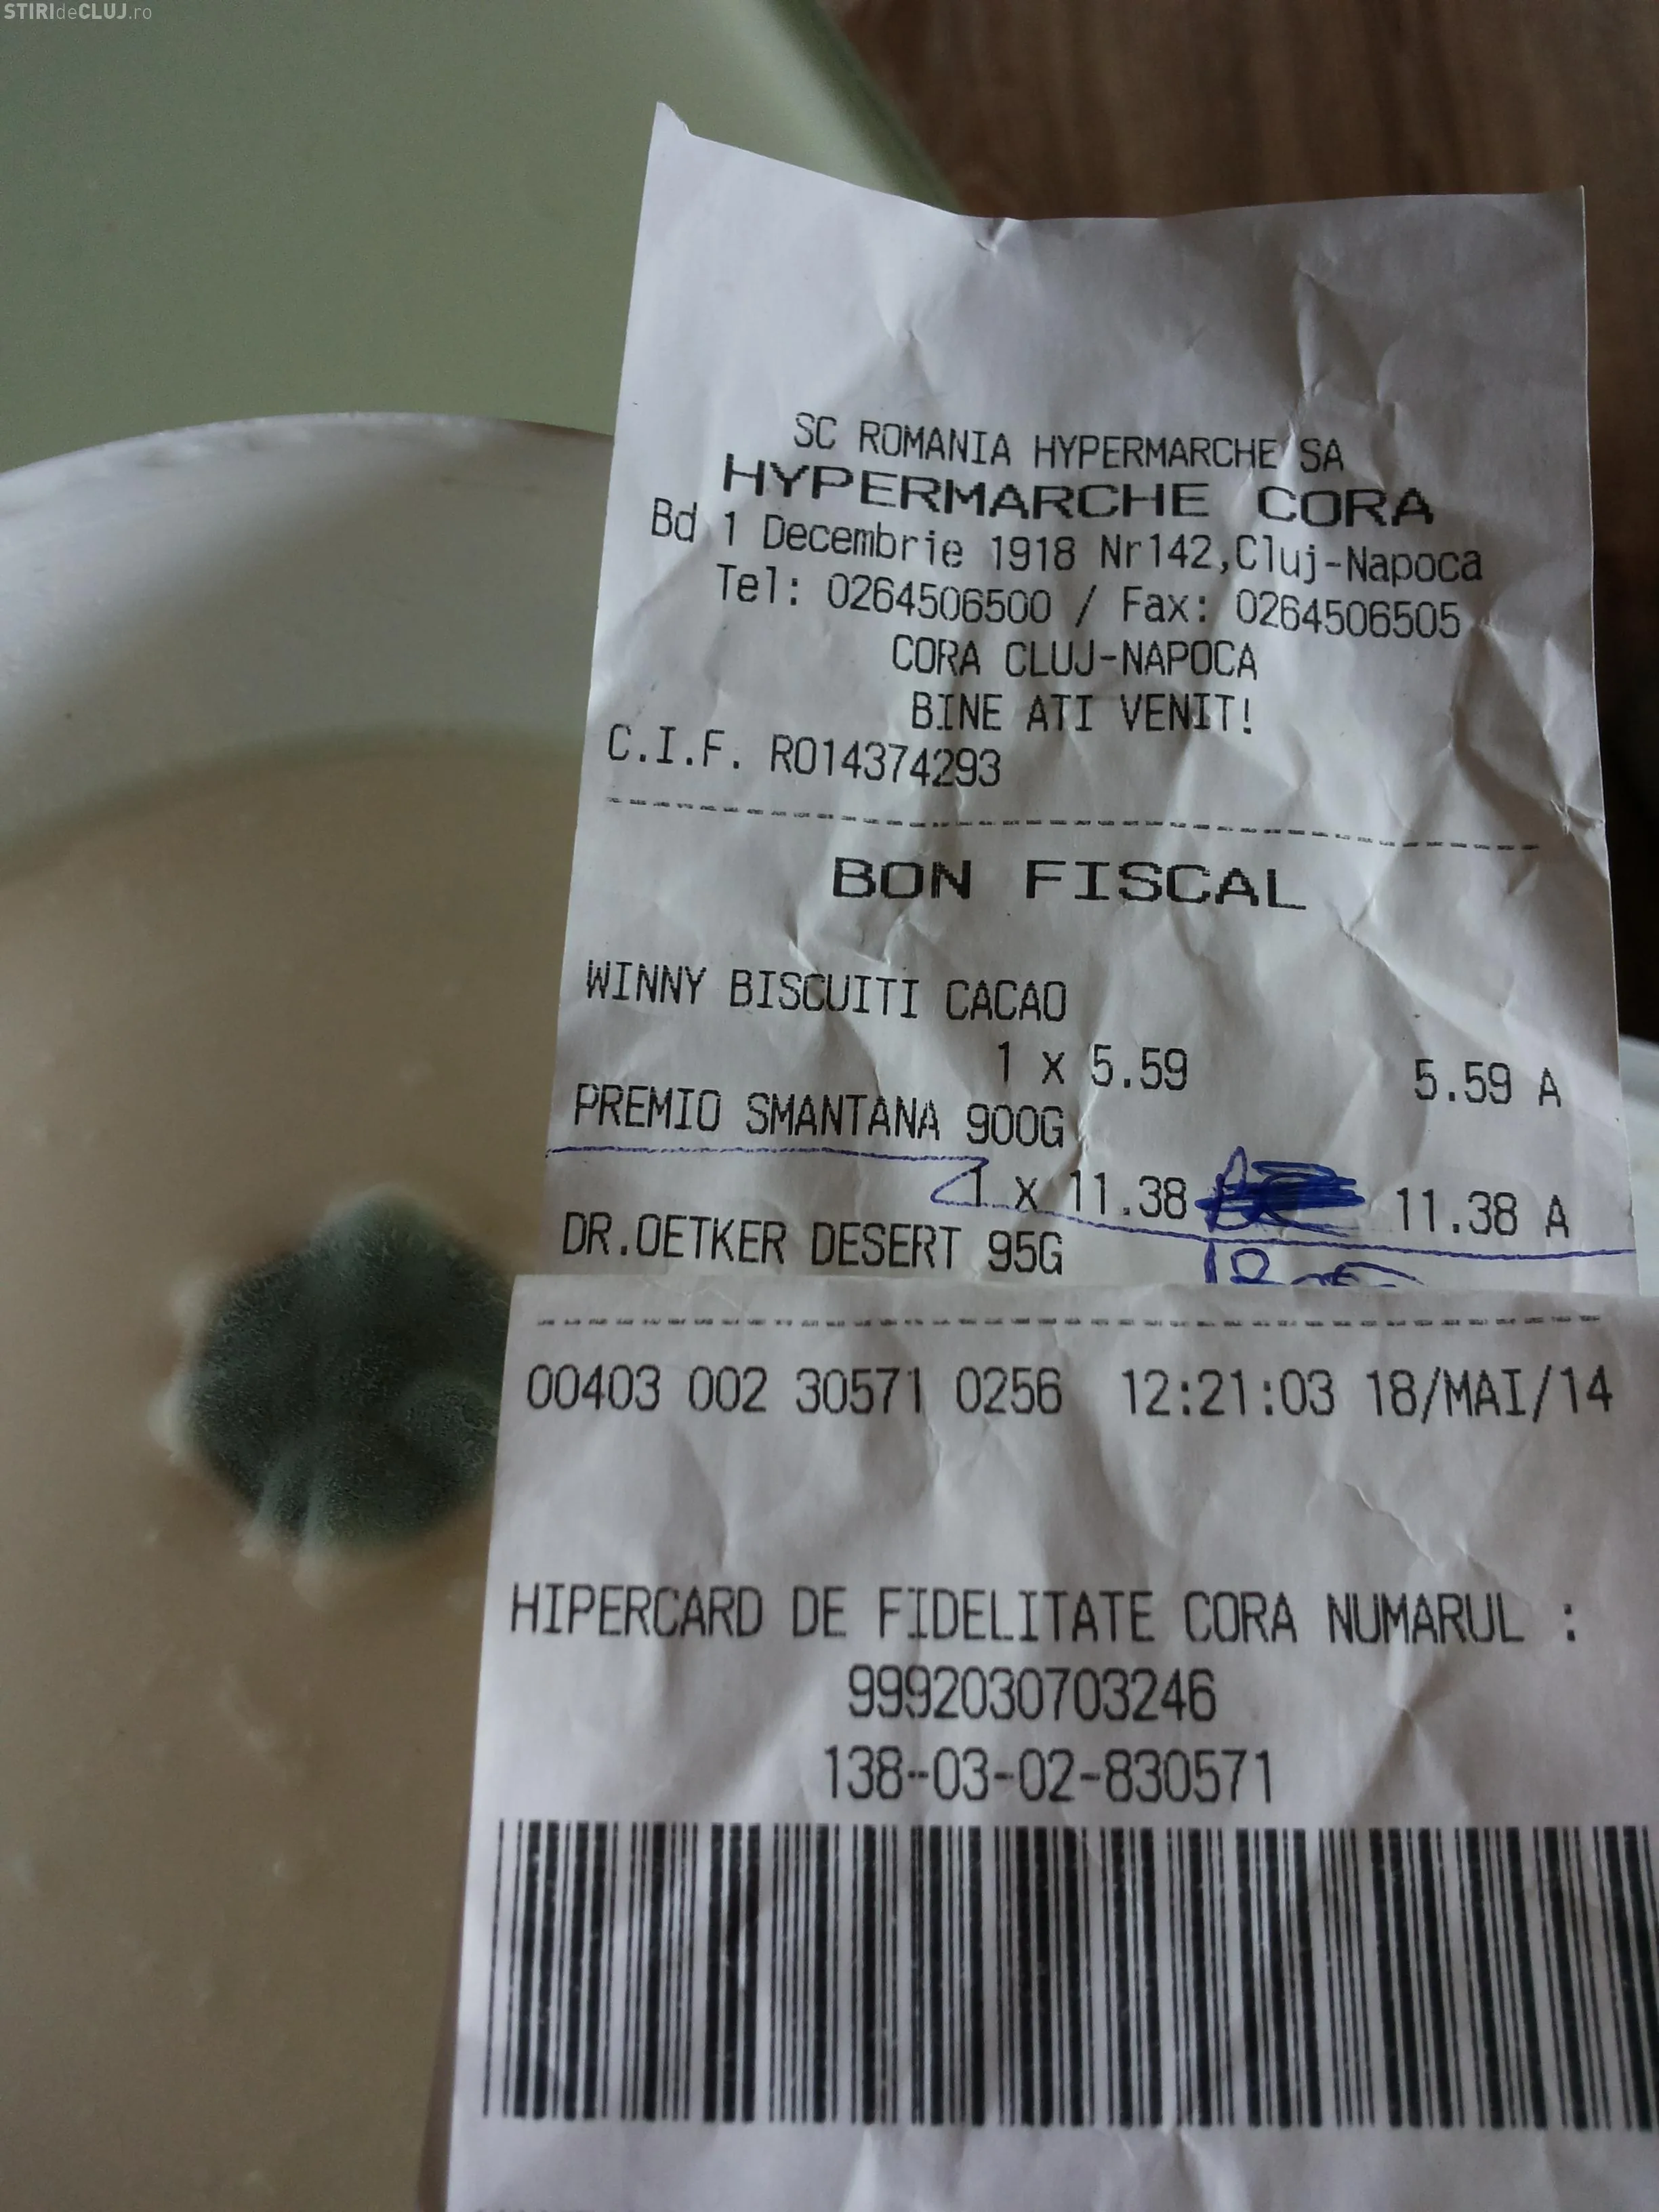 STIRIdeCLUJ.ro
SC ROMANIA HYPERMARCHE SA
HYPERMARCHE CORA
Bd 1 Decembrie 1918 Nr142,Cluj-Napoca
Tel: 0264506500 / Fax: 0264506505
CORA CLUJ-NAPOCA
BINE ATI VENIT!
C.I.F. RO14374293
BON FISCAL
WINNY BISCUITI CACAO
1 x 5.59 5.59 A
PREMIO SMANTANA 900G
1 x 11.38 11.38 A
DR.OETKER DESERT 95G
00403 002 30571 0256 12:21:03 18/MAI/14
HIPERCARD DE FIDELITATE CORA NUMARUL :
9992030703246
138-03-02-830571